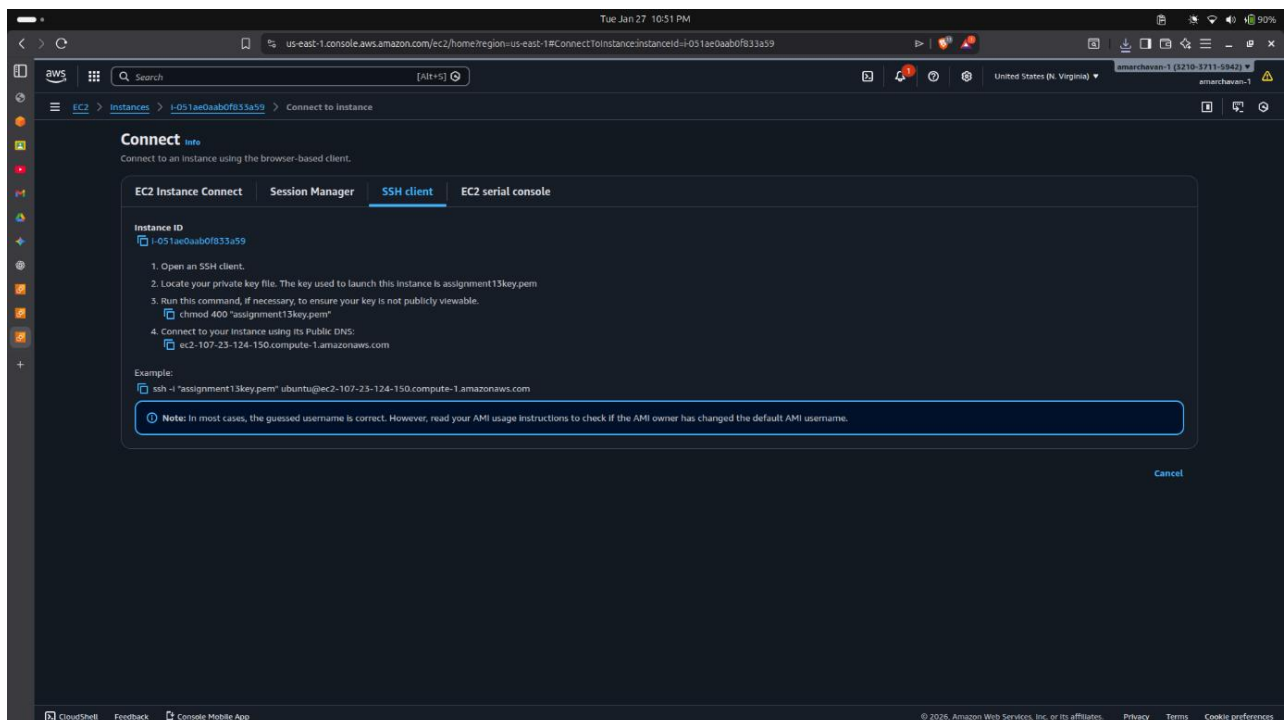 Tue Jan 27 10:51 PM
90%
us-east-1.console.aws.amazon.com/ec2/home?region=us-east-1#ConnectToInstance:instanceId=i-051ae0aab0f833a59
aws
Search
[Alt+S]
1
United States (N. Virginia)
amarchavan-1 (3210-3711-5942)
amarchavan-1
EC2 > Instances > i-051ae0aab0f833a59 > Connect to instance
Connect Info
Connect to an instance using the browser-based client.
EC2 Instance Connect
Session Manager
SSH client
EC2 serial console
Instance ID
i-051ae0aab0f833a59
1. Open an SSH client.
2. Locate your private key file. The key used to launch this instance is assignment13key.pem
3. Run this command, if necessary, to ensure your key is not publicly viewable.
chmod 400 "assignment13key.pem"
4. Connect to your instance using its Public DNS:
ec2-107-23-124-150.compute-1.amazonaws.com
Example:
ssh -i "assignment13key.pem" ubuntu@ec2-107-23-124-150.compute-1.amazonaws.com
Note: In most cases, the guessed username is correct. However, read your AMI usage instructions to check if the AMI owner has changed the default AMI username.
Cancel
CloudShell
Feedback
Console Mobile App
© 2026, Amazon Web Services, Inc. or its affiliates.
Privacy
Terms
Cookie preferences